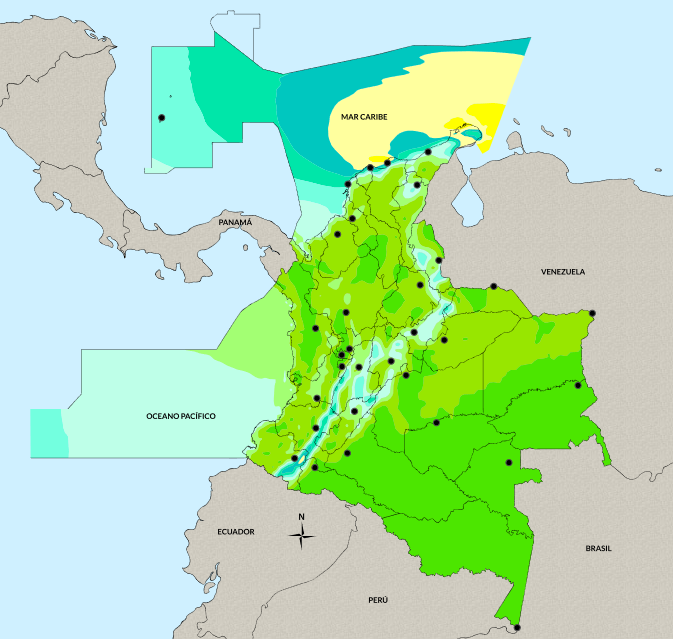 MAR CARIBE
PANAMÁ
VENEZUELA
OCEANO PACÍFICO
N
ECUADOR
BRASIL
PERÚ